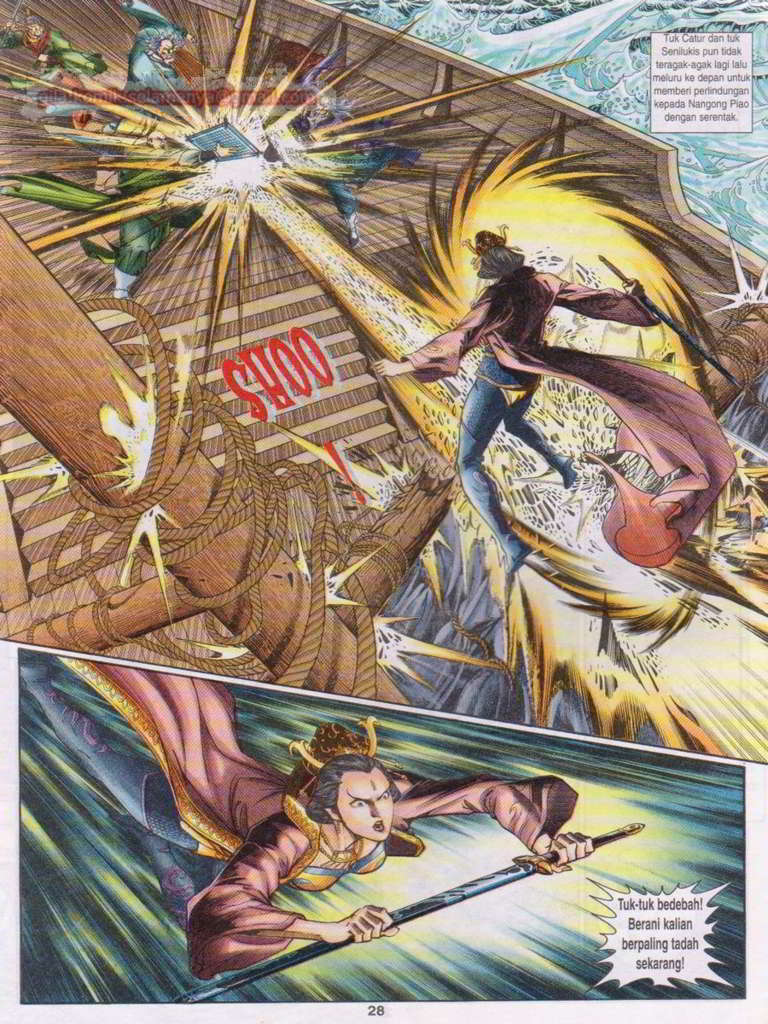 Tuk Catur dan tuk
Senilukis pun tidak
teragak-agak lagi lalu
meluru ke depan untuk
memberi perlindungan
kepada Nangong Piao
dengan serentak.
SHOO
!
Tuk-tuk bedebah!
Berani kalian
berpaling tadah
sekarang!
28